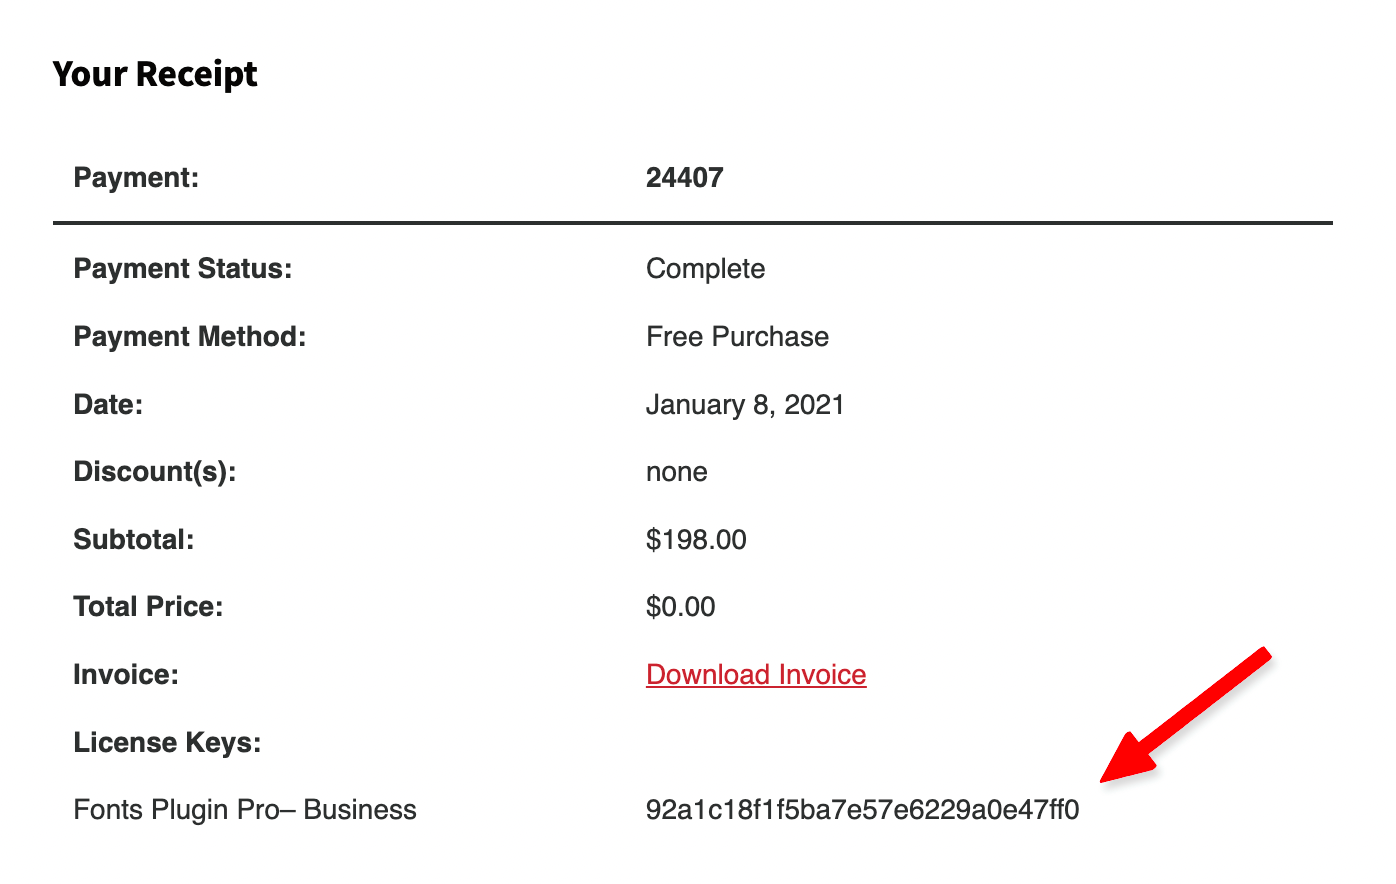 Your Receipt
Payment: 24407
Payment Status: Complete
Payment Method: Free Purchase
Date: January 8, 2021
Discount(s): none
Subtotal: $198.00
Total Price: $0.00
Invoice: Download Invoice
License Keys:
Fonts Plugin Pro– Business 92a1c18f1f5ba7e57e6229a0e47ff0